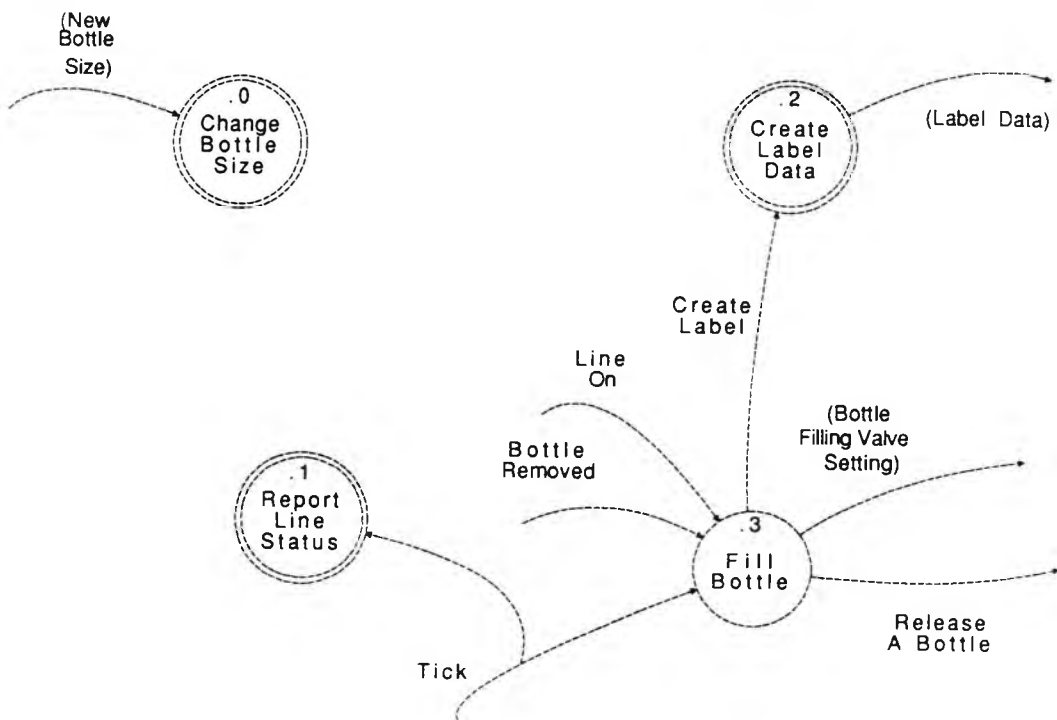 (New
Bottle
Size)
.0
Change
Bottle
Size
.2
Create
Label
Data
(Label Data)
Create
Label
Line
On
Bottle
Removed
(Bottle
Filling Valve
Setting)
.1
Report
Line
Status
.3
Fill
Bottle
Release
A Bottle
Tick